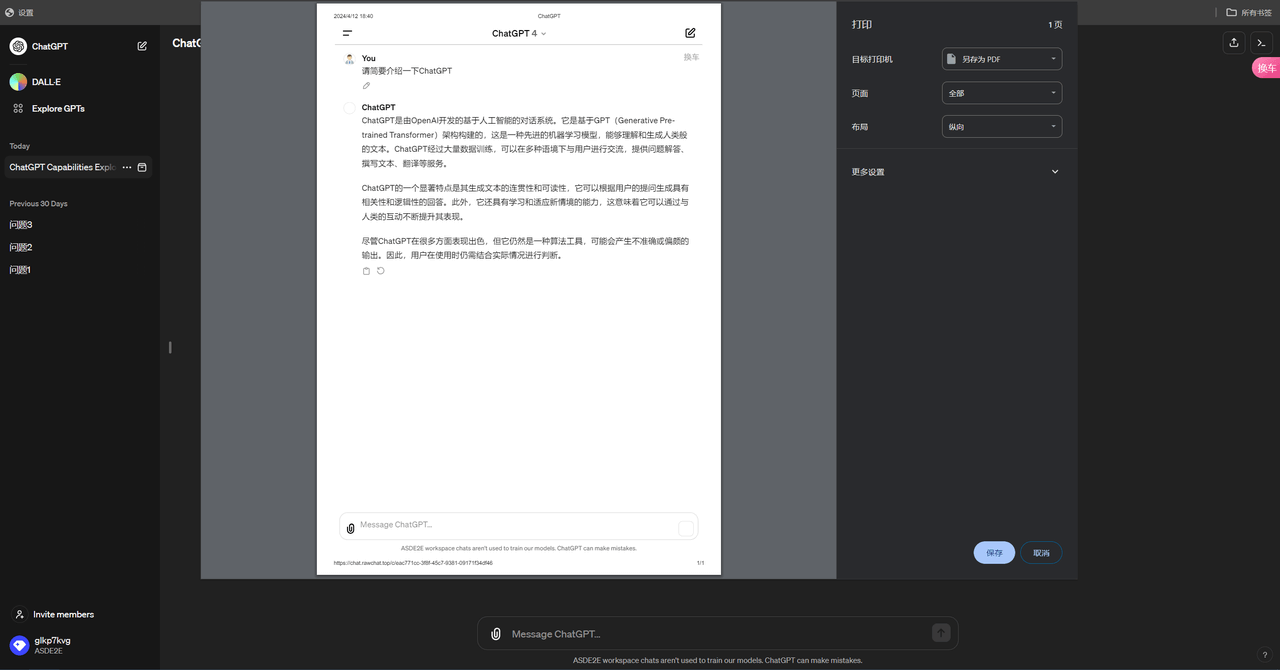 设置
所有书签
ChatGPT
DALL·E
Explore GPTs
Today
ChatGPT Capabilities Explo
Previous 30 Days
问题3
问题2
问题1
Invite members
glkp7kvg
ASDE2E
ChatG
2024/4/12 18:40
ChatGPT
ChatGPT 4
You
换车
请简要介绍一下ChatGPT
ChatGPT
ChatGPT是由OpenAI开发的基于人工智能的对话系统。它是基于GPT（Generative Pre-
trained Transformer）架构构建的，这是一种先进的机器学习模型，能够理解和生成人类般
的文本。ChatGPT经过大量数据训练，可以在多种语境下与用户进行交流，提供问题解答、
撰写文本、翻译等服务。
ChatGPT的一个显著特点是其生成文本的连贯性和可读性，它可以根据用户的提问生成具有
相关性和逻辑性的回答。此外，它还具有学习和适应新情境的能力，这意味着它可以通过与
人类的互动不断提升其表现。
尽管ChatGPT在很多方面表现出色，但它仍然是一种算法工具，可能会产生不准确或偏颇的
输出。因此，用户在使用时仍需结合实际情况进行判断。
Message ChatGPT...
ASDE2E workspace chats aren't used to train our models. ChatGPT can make mistakes.
https://chat.rawchat.top/c/eac771cc-3f8f-45c7-9381-09171f34df46
1/1
打印
1 页
目标打印机
另存为 PDF
页面
全部
布局
纵向
更多设置
保存
取消
换车
Message ChatGPT...
ASDE2E workspace chats aren't used to train our models. ChatGPT can make mistakes.
?